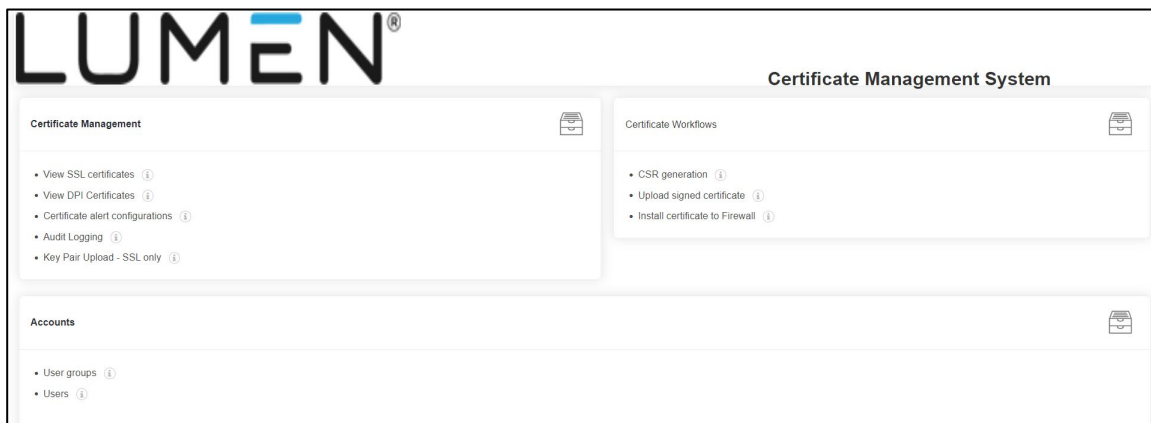 LUMEN®
Certificate Management System
Certificate Management
• View SSL certificates
• View DPI Certificates
• Certificate alert configurations
• Audit Logging
• Key Pair Upload - SSL only
Certificate Workflows
• CSR generation
• Upload signed certificate
• Install certificate to Firewall
Accounts
• User groups
• Users